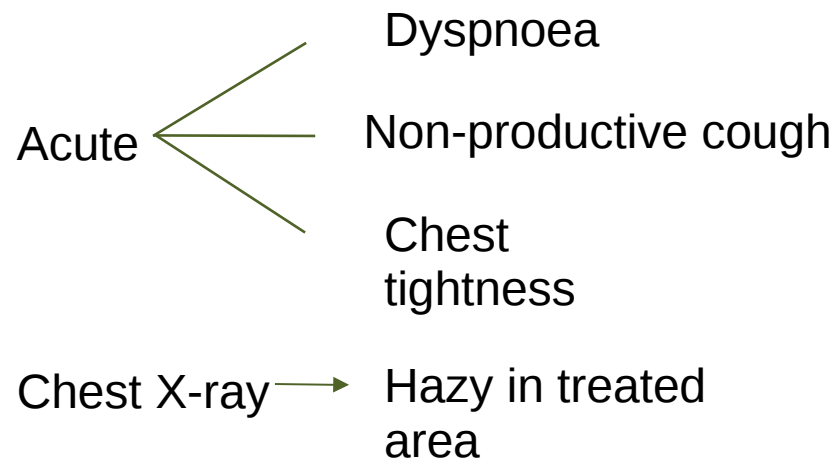 Dyspnoea
Acute
Non-productive cough
Chest
tightness
Chest X-ray
Hazy in treated
area